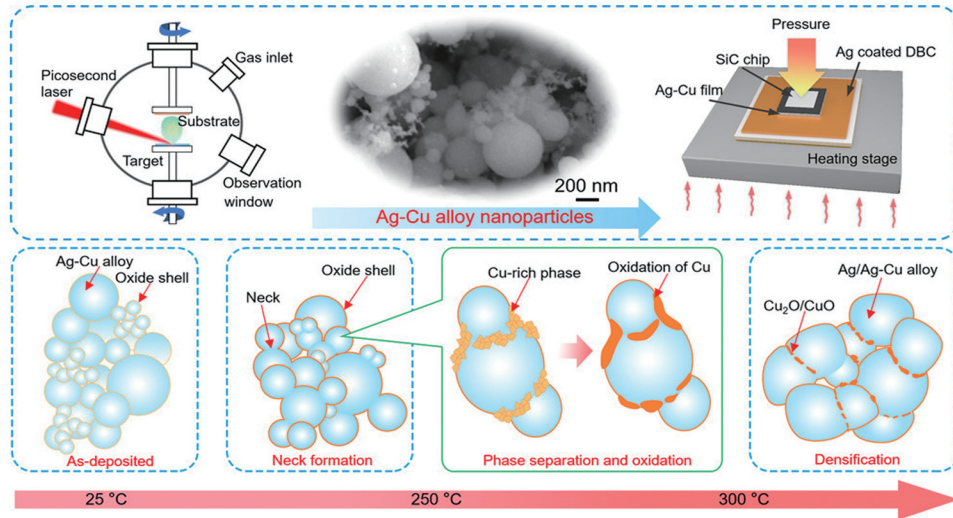 Picosecond
laser
Gas inlet
Substrate
Target
Observation
window
200 nm
Ag-Cu alloy nanoparticles
Pressure
SiC chip
Ag coated DBC
Ag-Cu film
Heating stage
Ag-Cu alloy
Oxide shell
As-deposited
Oxide shell
Neck
Neck formation
Cu-rich phase
Oxidation of Cu
Phase separation and oxidation
Ag/Ag-Cu alloy
Cu₂O/CuO
Densification
25 °C
250 °C
300 °C